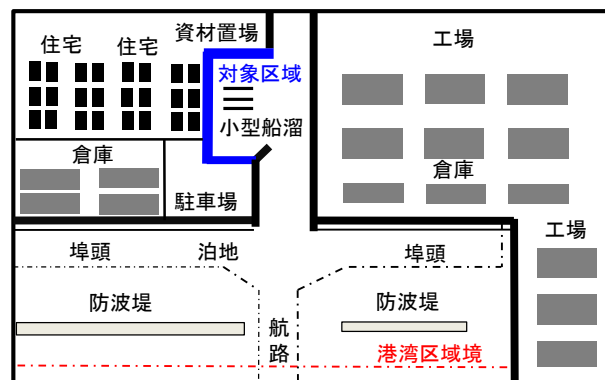 資材置場
工場
住宅
住宅
対象区域
小型船溜
倉庫
倉庫
駐車場
工場
埠頭
泊地
埠頭
防波堤
防波堤
航路
港湾区域境